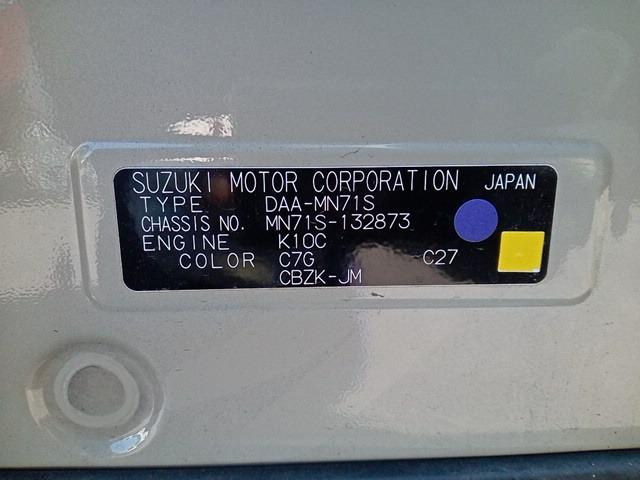 SUZUKI MOTOR CORPORATION JAPAN
TYPE DAA-MN71S
CHASSIS NO. MN71S-132873
ENGINE K10C
COLOR C7G C27
CBZK-JM